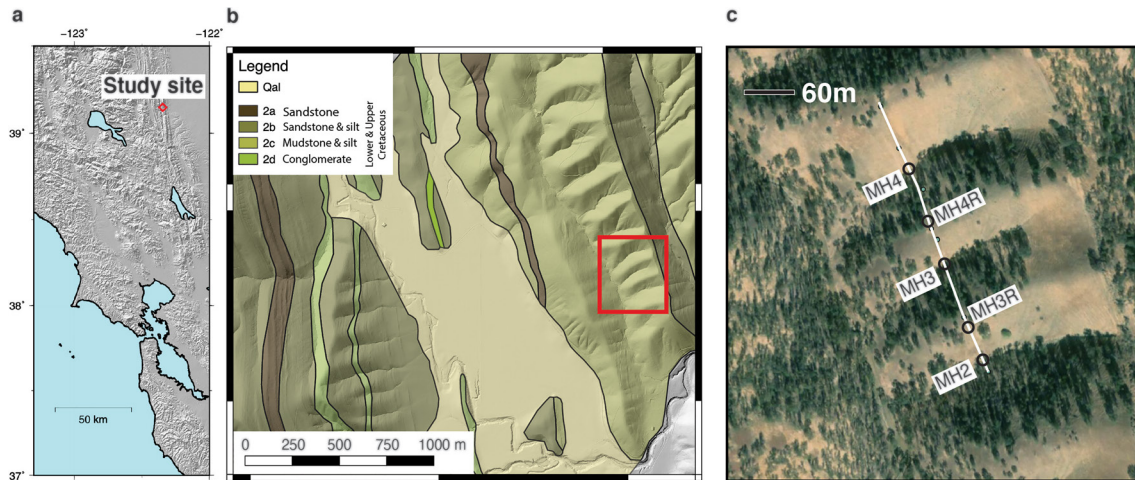 a
−123°
−122°
Study site
39°
38°
50 km
37°
b
Legend
Qal
2a Sandstone
2b Sandstone & silt
2c Mudstone & silt
2d Conglomerate
Lower & Upper
Cretaceous
0 250 500 750 1000 m
c
60m
MH4
MH4R
MH3
MH3R
MH2